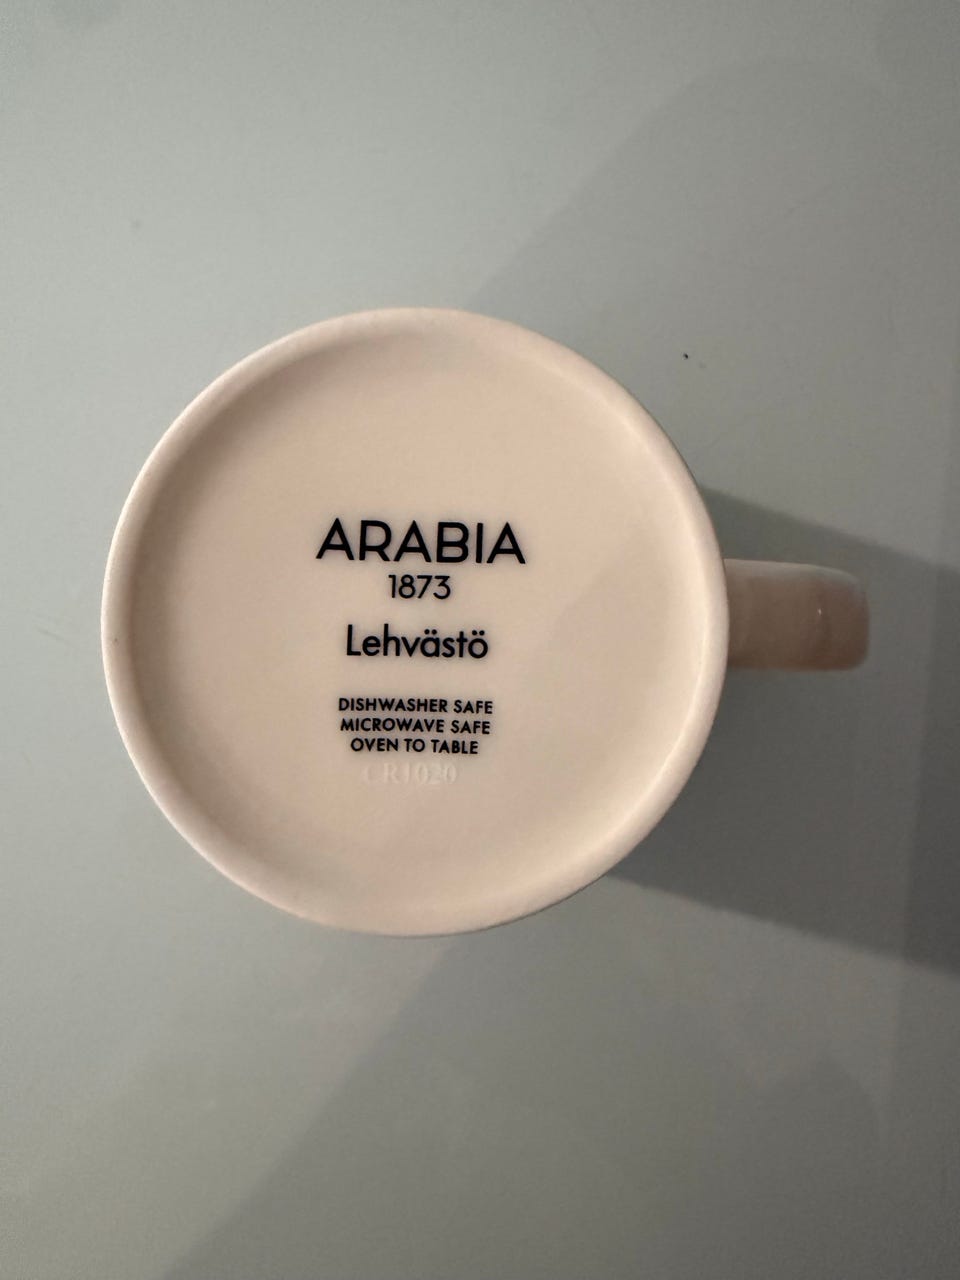 ARABIA
1873
Lehvästö
DISHWASHER SAFE
MICROWAVE SAFE
OVEN TO TABLE